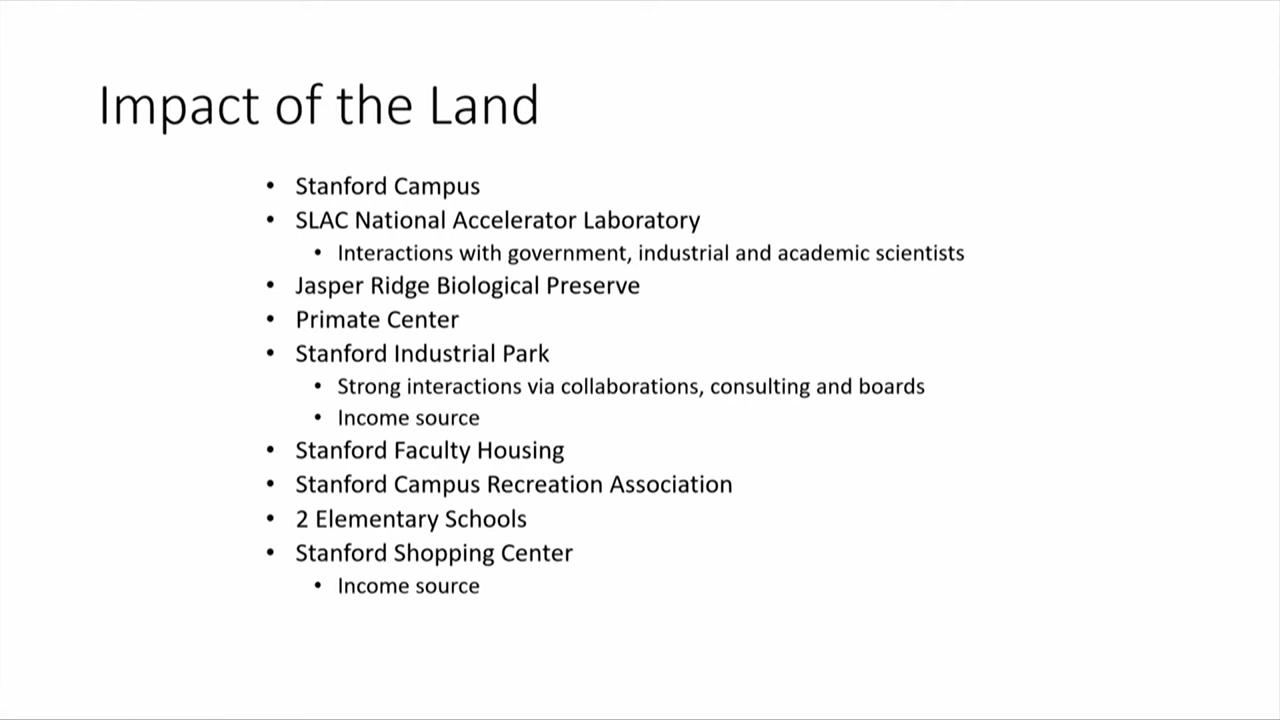 Impact of the Land
• Stanford Campus
• SLAC National Accelerator Laboratory
• Interactions with government, industrial and academic scientists
• Jasper Ridge Biological Preserve
• Primate Center
• Stanford Industrial Park
• Strong interactions via collaborations, consulting and boards
• Income source
• Stanford Faculty Housing
• Stanford Campus Recreation Association
• 2 Elementary Schools
• Stanford Shopping Center
• Income source